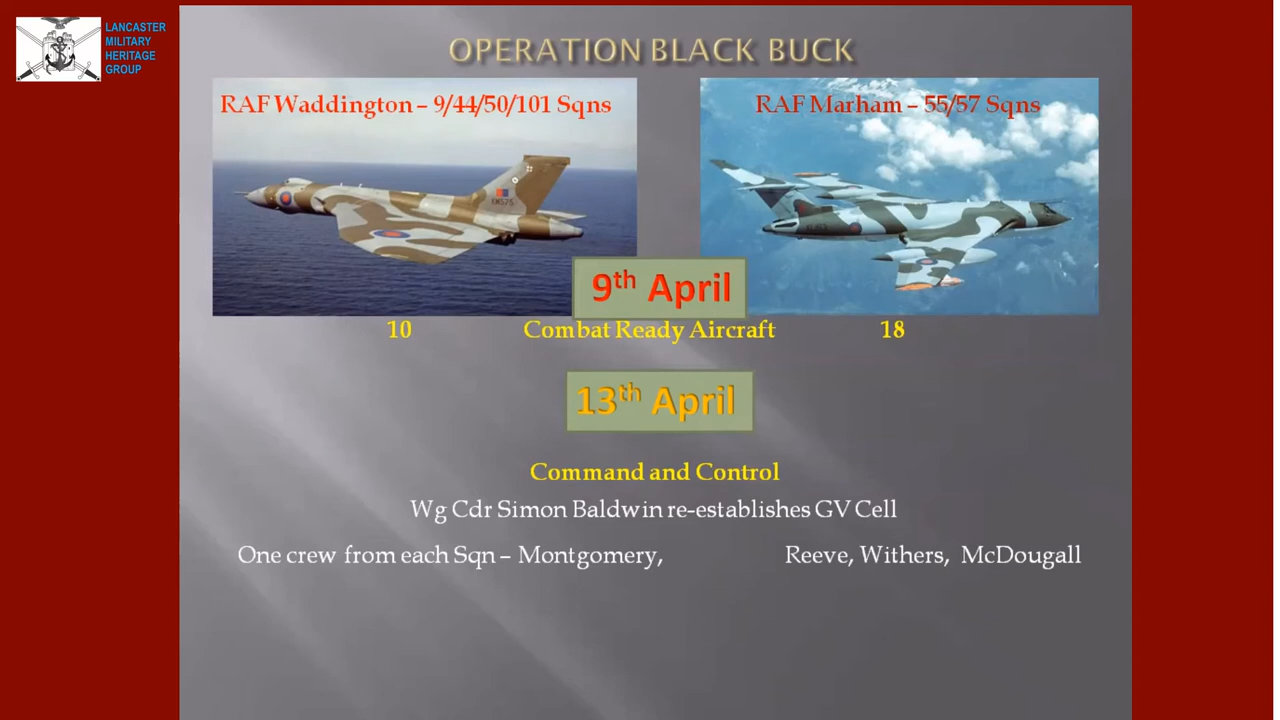 LANCASTER
MILITARY
HERITAGE
GROUP
OPERATION BLACK BUCK
RAF Waddington – 9/44/50/101 Sqns
RAF Marham – 55/57 Sqns
XM575
9th April
10 Combat Ready Aircraft 18
13th April
Command and Control
Wg Cdr Simon Baldwin re-establishes GV Cell
One crew from each Sqn – Montgomery, Reeve, Withers, McDougall